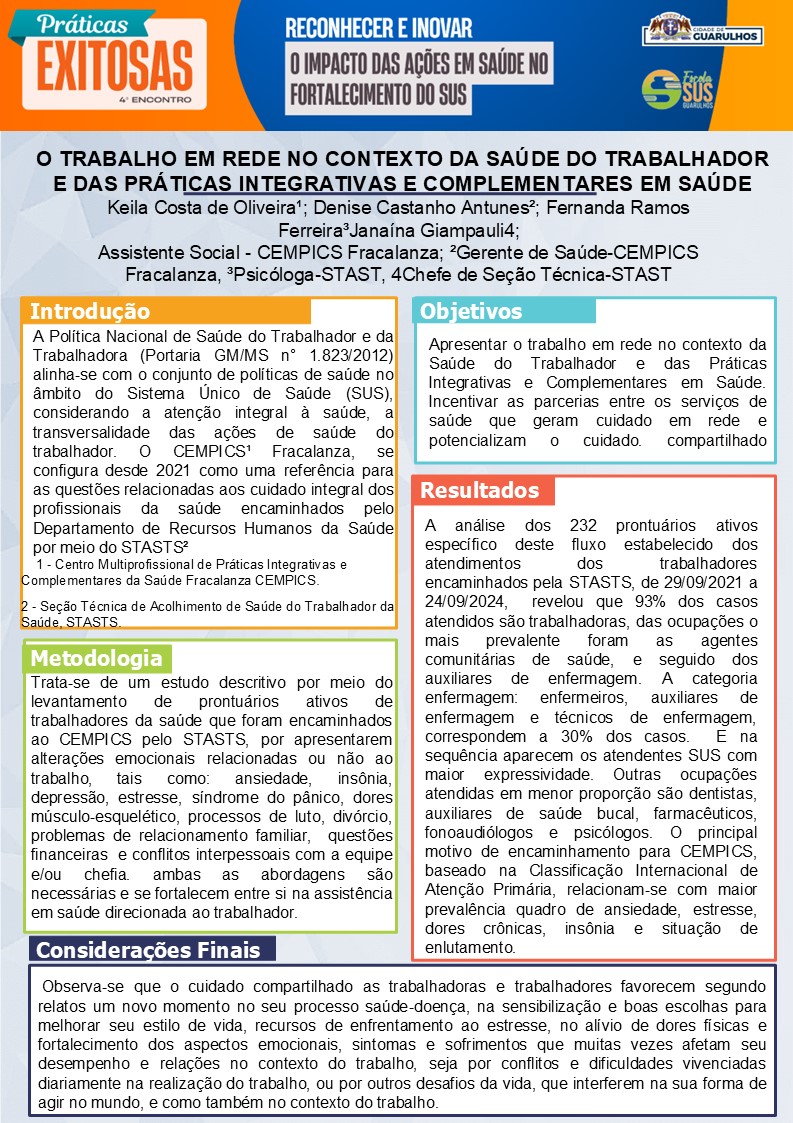 Práticas
EXITOSAS
4º ENCONTRO
RECONHECER E INOVAR
O IMPACTO DAS AÇÕES EM SAÚDE NO
FORTALECIMENTO DO SUS
CIDADE DE
GUARULHOS
Escola
SUS
GUARULHOS
O TRABALHO EM REDE NO CONTEXTO DA SAÚDE DO TRABALHADOR
E DAS PRÁTICAS INTEGRATIVAS E COMPLEMENTARES EM SAÚDE
Keila Costa de Oliveira¹; Denise Castanho Antunes²; Fernanda Ramos
Ferreira³Janaína Giampauli4;
Assistente Social - CEMPICS Fracalanza; ²Gerente de Saúde-CEMPICS
Fracalanza, ³Psicóloga-STAST, 4Chefe de Seção Técnica-STAST
Introdução
A Política Nacional de Saúde do Trabalhador e da
Trabalhadora (Portaria GM/MS n° 1.823/2012)
alinha-se com o conjunto de políticas de saúde no
âmbito do Sistema Único de Saúde (SUS),
considerando a atenção integral à saúde, a
transversalidade das ações de saúde do
trabalhador. O CEMPICS¹ Fracalanza, se
configura desde 2021 como uma referência para
as questões relacionadas aos cuidado integral dos
profissionais da saúde encaminhados pelo
Departamento de Recursos Humanos da Saúde
por meio do STASTS²
1 - Centro Multiprofissional de Práticas Integrativas e
Complementares da Saúde Fracalanza CEMPICS.
2 - Seção Técnica de Acolhimento de Saúde do Trabalhador da
Saúde, STASTS.
Metodologia
Trata-se de um estudo descritivo por meio do
levantamento de prontuários ativos de
trabalhadores da saúde que foram encaminhados
ao CEMPICS pelo STASTS, por apresentarem
alterações emocionais relacionadas ou não ao
trabalho, tais como: ansiedade, insônia,
depressão, estresse, síndrome do pânico, dores
músculo-esquelético, processos de luto, divórcio,
problemas de relacionamento familiar, questões
financeiras e conflitos interpessoais com a equipe
e/ou chefia. ambas as abordagens são
necessárias e se fortalecem entre si na assistência
em saúde direcionada ao trabalhador.
Objetivos
Apresentar o trabalho em rede no contexto da
Saúde do Trabalhador e das Práticas
Integrativas e Complementares em Saúde.
Incentivar as parcerias entre os serviços de
saúde que geram cuidado em rede e
potencializam o cuidado. compartilhado
Resultados
A análise dos 232 prontuários ativos
específico deste fluxo estabelecido dos
atendimentos dos trabalhadores
encaminhados pela STASTS, de 29/09/2021 a
24/09/2024, revelou que 93% dos casos
atendidos são trabalhadoras, das ocupações o
mais prevalente foram as agentes
comunitárias de saúde, e seguido dos
auxiliares de enfermagem. A categoria
enfermagem: enfermeiros, auxiliares de
enfermagem e técnicos de enfermagem,
correspondem a 30% dos casos. E na
sequência aparecem os atendentes SUS com
maior expressividade. Outras ocupações
atendidas em menor proporção são dentistas,
auxiliares de saúde bucal, farmacêuticos,
fonoaudiólogos e psicólogos. O principal
motivo de encaminhamento para CEMPICS,
baseado na Classificação Internacional de
Atenção Primária, relacionam-se com maior
prevalência quadro de ansiedade, estresse,
dores crônicas, insônia e situação de
enlutamento.
Considerações Finais
Observa-se que o cuidado compartilhado as trabalhadoras e trabalhadores favorecem segundo
relatos um novo momento no seu processo saúde-doença, na sensibilização e boas escolhas para
melhorar seu estilo de vida, recursos de enfrentamento ao estresse, no alívio de dores físicas e
fortalecimento dos aspectos emocionais, sintomas e sofrimentos que muitas vezes afetam seu
desempenho e relações no contexto do trabalho, seja por conflitos e dificuldades vivenciadas
diariamente na realização do trabalho, ou por outros desafios da vida, que interferem na sua forma de
agir no mundo, e como também no contexto do trabalho.